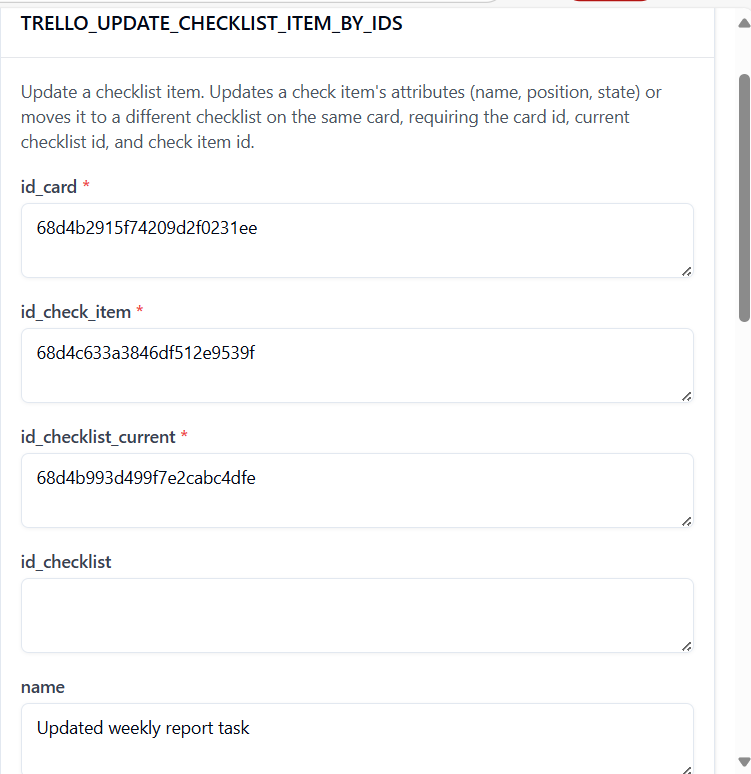 TRELLO_UPDATE_CHECKLIST_ITEM_BY_IDS
Update a checklist item. Updates a check item's attributes (name, position, state) or
moves it to a different checklist on the same card, requiring the card id, current
checklist id, and check item id.
id_card *
68d4b2915f74209d2f0231ee
id_check_item *
68d4c633a3846df512e9539f
id_checklist_current *
68d4b993d499f7e2cabc4dfe
id_checklist
name
Updated weekly report task